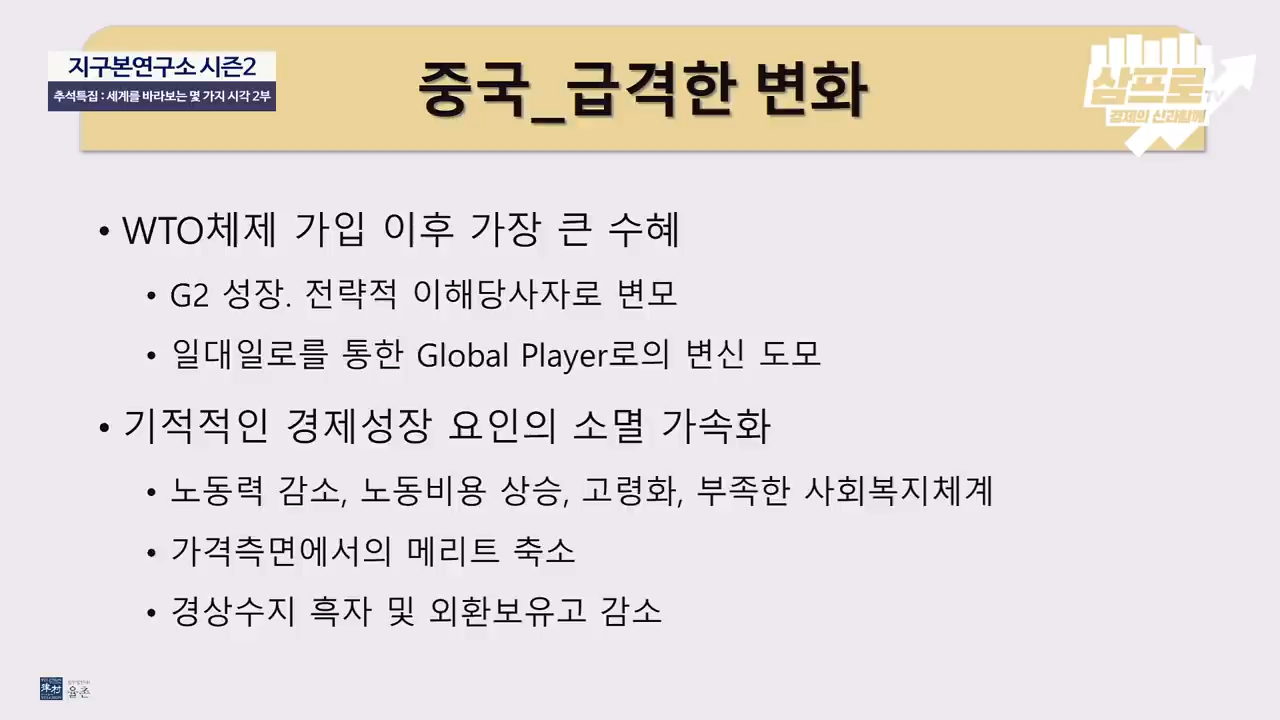 지구본연구소 시즌2
추석특집 : 세계를 바라보는 몇 가지 시각 2부
중국_급격한 변화
삼프로TV
경제의 신과함께
• WTO체제 가입 이후 가장 큰 수혜
• G2 성장. 전략적 이해당사자로 변모
• 일대일로를 통한 Global Player로의 변신 도모
• 기적적인 경제성장 요인의 소멸 가속화
• 노동력 감소, 노동비용 상승, 고령화, 부족한 사회복지체계
• 가격측면에서의 메리트 축소
• 경상수지 흑자 및 외환보유고 감소
律村
율촌